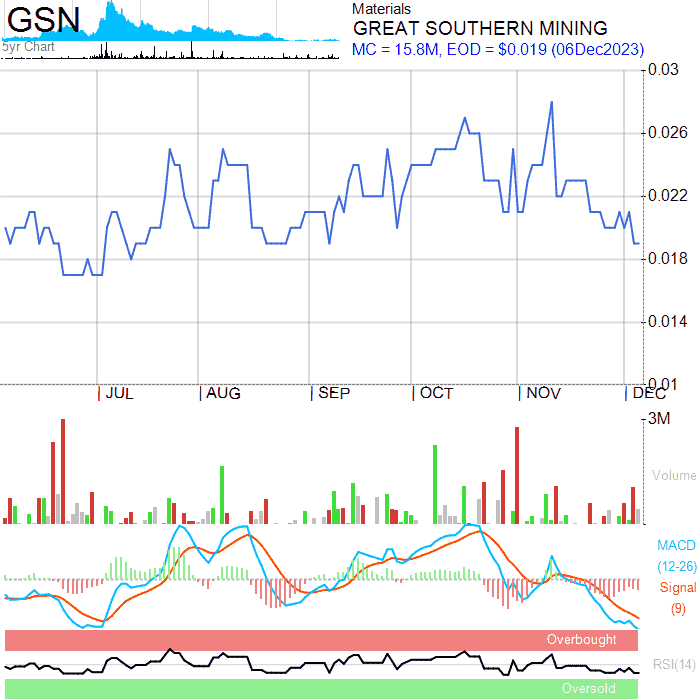 GSN
5yr Chart
Materials
GREAT SOUTHERN MINING
MC = 15.8M, EOD = $0.019 (06Dec2023)
0.03
0.026
0.022
0.018
0.014
0.01
JUL
AUG
SEP
OCT
NOV
DEC
3M
Volume
MACD
(12-26)
Signal
(9)
Overbought
RSI(14)
Oversold